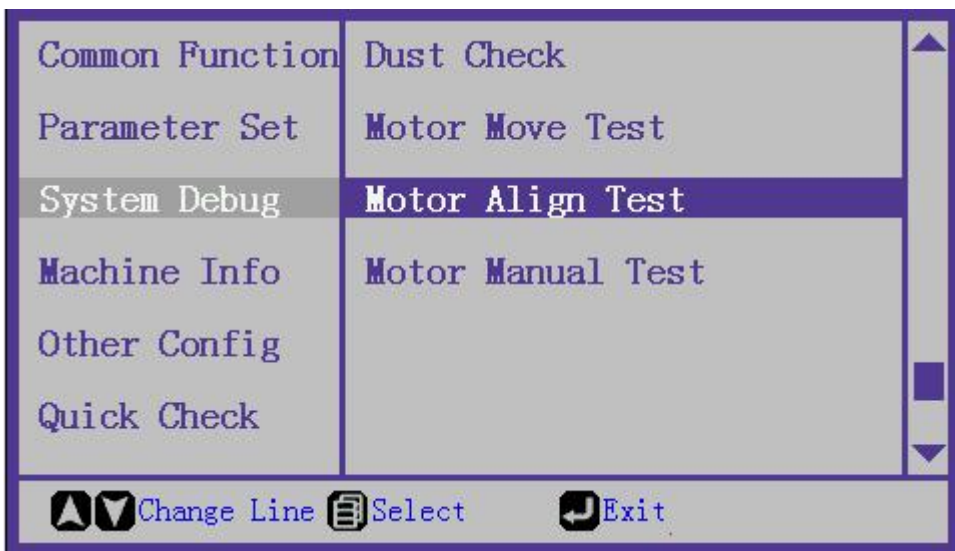 Common Function Dust Check
Parameter Set Motor Move Test
System Debug Motor Align Test
Machine Info Motor Manual Test
Other Config
Quick Check
Change Line Select Exit